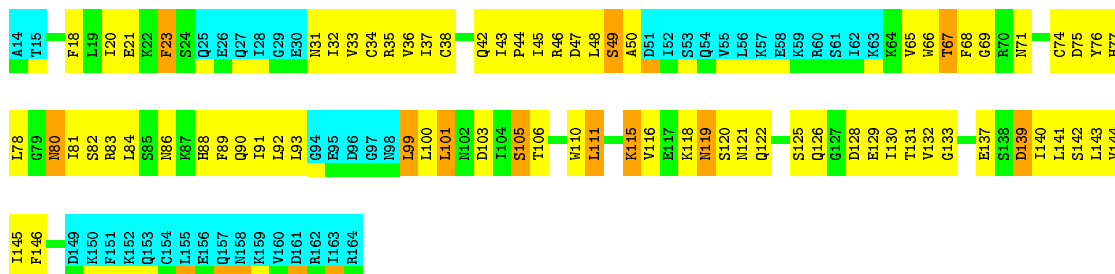 A14 T15 F18 L19 I20 E21 K22 F23 S24 Q25 E26 Q27 I28 G29 E30 N31 I32 V33 C34 R35 V36 I37 C38 Q42 I43 P44 I45 R46 D47 L48 S49 A50 D51 I52 S53 Q54 V55 L56 K57 E58 K59 R60 S61 I62 K63 K64 V65 W66 T67 F68 G69 R70 N71 C74 D75 Y76 H77
L78 G79 N80 I81 S82 R83 L84 S85 N86 K87 H88 F89 Q90 I91 L92 L93 G94 E95 D96 G97 N98 L99 L100 L101 N102 D103 I104 S105 T106 W110 L111 K115 V116 E117 K118 N119 S120 N121 Q122 S125 Q126 G127 D128 E129 I130 T131 V132 G133 E137 S138 D139 I140 L141 S142 L143 V144
I145 F146 D149 K150 F151 K152 Q153 C154 L155 E156 Q157 N158 K159 V160 D161 R162 I163 R164